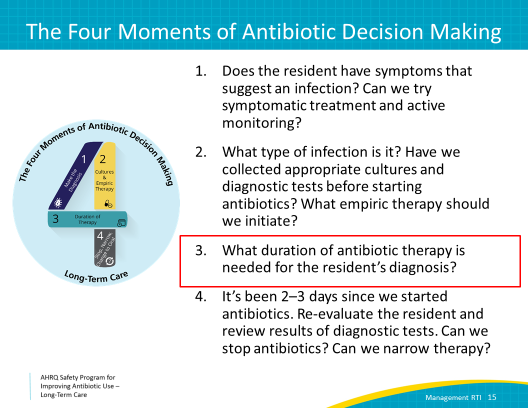 The Four Moments of Antibiotic Decision Making
The Four Moments of Antibiotic Decision Making
1
Make the
Diagnosis
2
Cultures
&
Empiric
Therapy
3
Duration of
Therapy
4
Long-Term Care
1. Does the resident have symptoms that
suggest an infection? Can we try
symptomatic treatment and active
monitoring?
2. What type of infection is it? Have we
collected appropriate cultures and
diagnostic tests before starting
antibiotics? What empiric therapy should
we initiate?
3. What duration of antibiotic therapy is
needed for the resident’s diagnosis?
4. It’s been 2–3 days since we started
antibiotics. Re-evaluate the resident and
review results of diagnostic tests. Can we
stop antibiotics? Can we narrow therapy?
AHRQ Safety Program for
Improving Antibiotic Use –
Long-Term Care
Management RTI 15